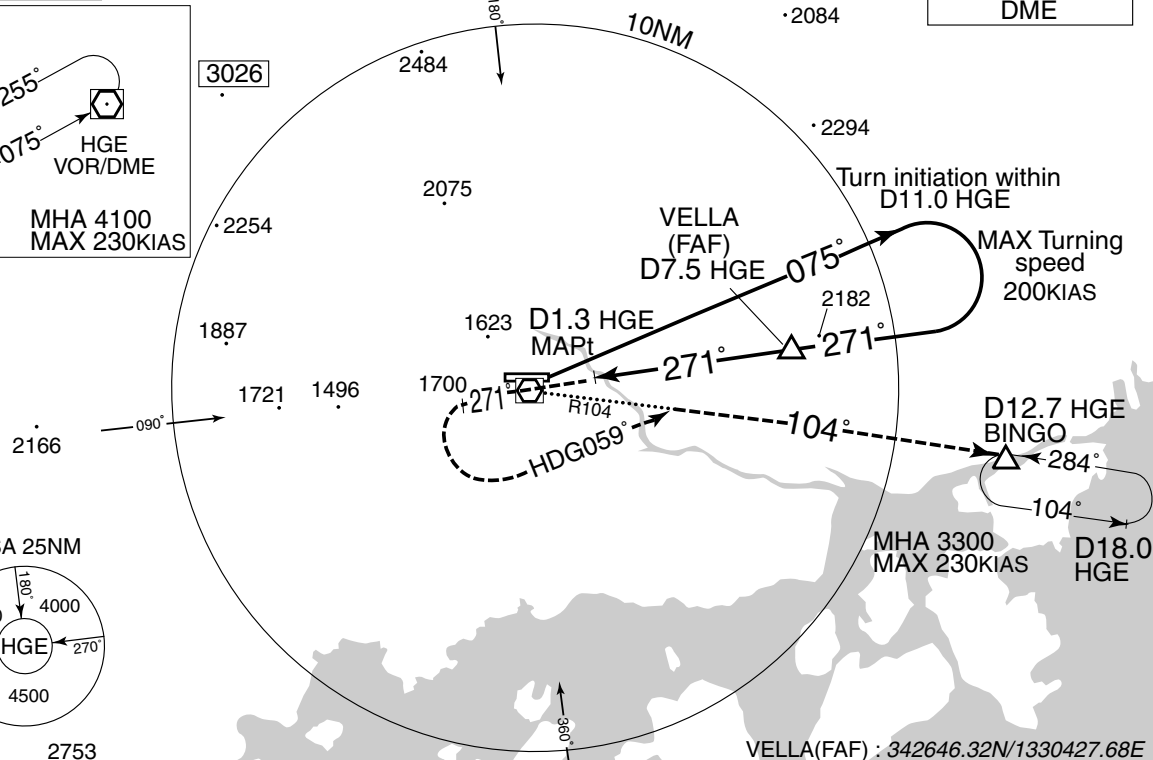 DME
2084
10NM
180°
2484
3026
255°
075°
HGE
VOR/DME
MHA 4100
MAX 230KIAS
2294
2075
2254
Turn initiation within
D11.0 HGE
VELLA
(FAF)
D7.5 HGE
075°
MAX Turning
speed
200KIAS
2182
271°
271°
1887
1623
D1.3 HGE
MAPt
1721
1496
1700
271°
R104
HDG059°
104°
090°
2166
D12.7 HGE
BINGO
284°
104°
D18.0
HGE
MHA 3300
MAX 230KIAS
25NM
180°
4000
HGE
270°
4500
2753
360°
VELLA(FAF) : 342646.32N/1330427.68E